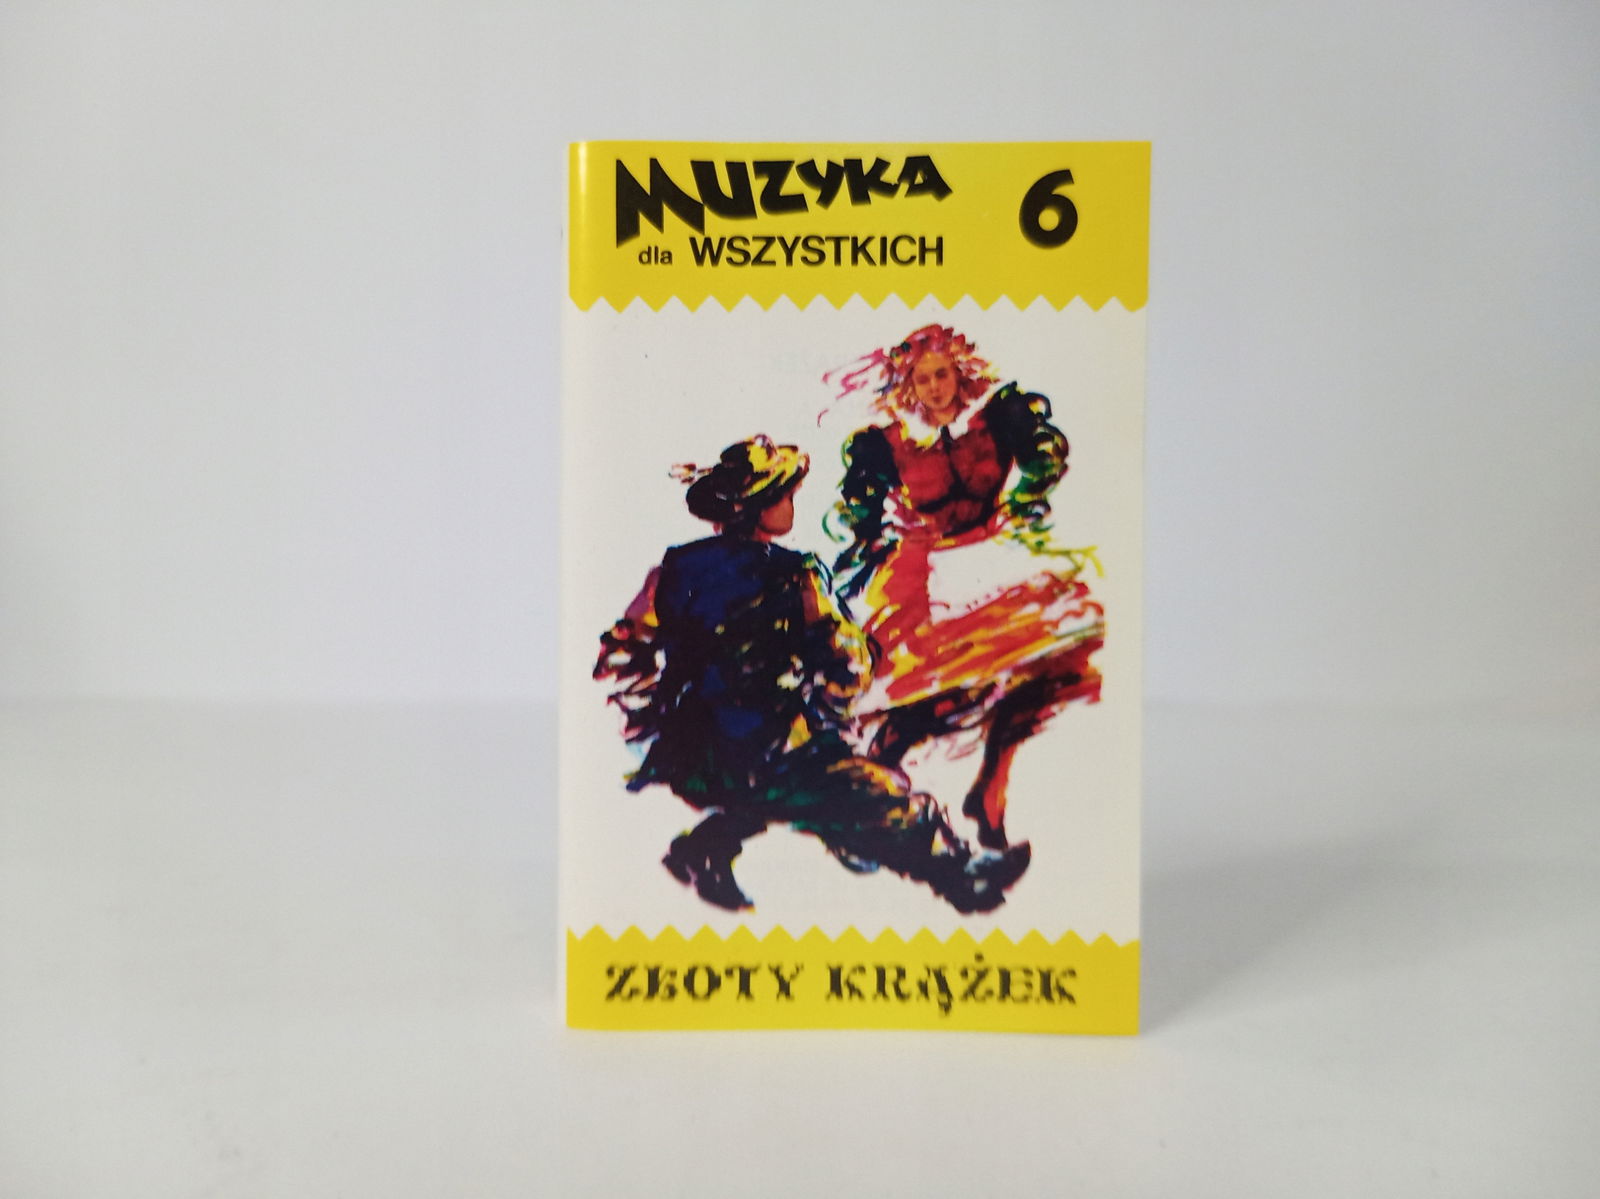 MUZYKA 6
dla WSZYSTKICH
ZŁOTY KRĄŻEK